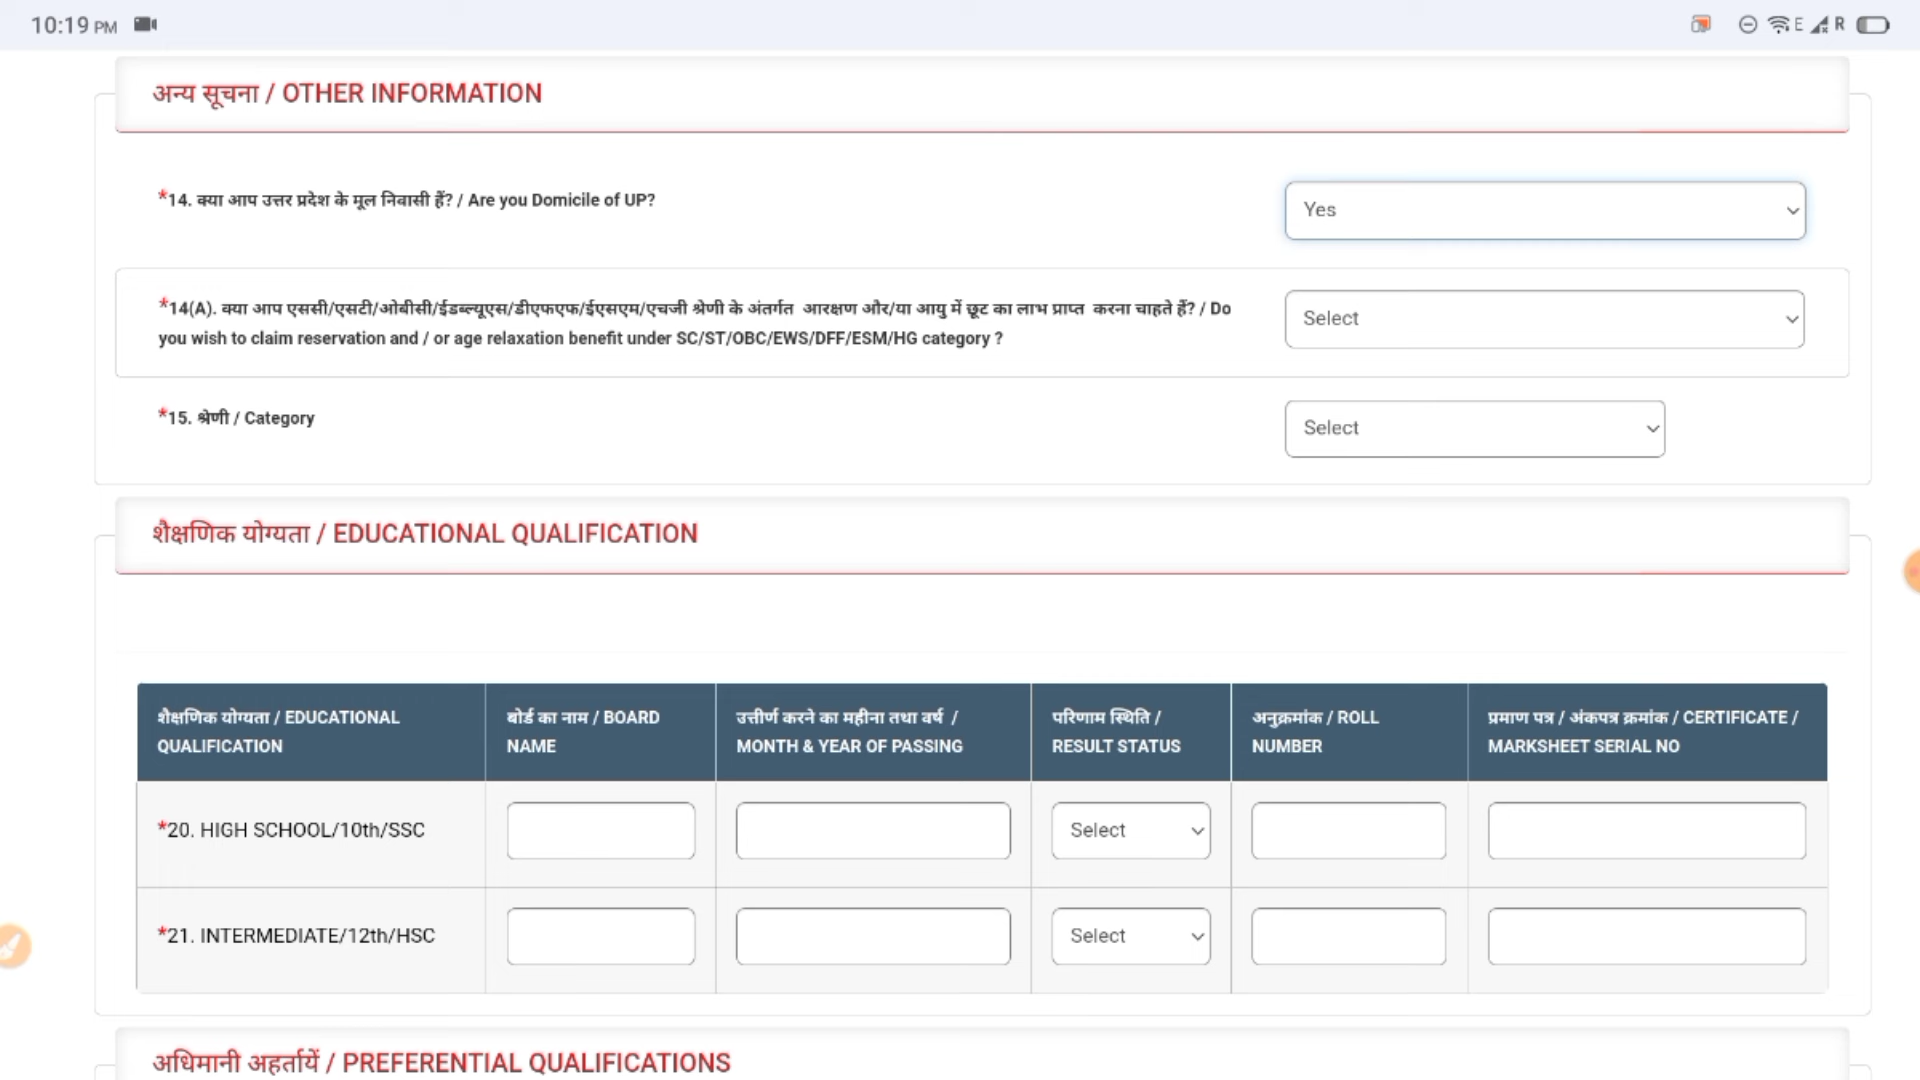 10:19 PM
E R
अन्य सूचना / OTHER INFORMATION
*14. क्या आप उत्तर प्रदेश के मूल निवासी हैं? / Are you Domicile of UP?
Yes
*14(A). क्या आप एससी/एसटी/ओबीसी/ईडब्ल्यूएस/डीएफएफ/ईएसएम/एचजी श्रेणी के अंतर्गत आरक्षण और/या आयु में छूट का लाभ प्राप्त करना चाहते हैं? / Do
you wish to claim reservation and / or age relaxation benefit under SC/ST/OBC/EWS/DFF/ESM/HG category ?
Select
*15. श्रेणी / Category
Select
शैक्षणिक योग्यता / EDUCATIONAL QUALIFICATION
शैक्षणिक योग्यता / EDUCATIONAL
QUALIFICATION
बोर्ड का नाम / BOARD
NAME
उत्तीर्ण करने का महीना तथा वर्ष /
MONTH & YEAR OF PASSING
परिणाम स्थिति /
RESULT STATUS
अनुक्रमांक / ROLL
NUMBER
प्रमाण पत्र / अंकपत्र क्रमांक / CERTIFICATE /
MARKSHEET SERIAL NO
*20. HIGH SCHOOL/10th/SSC
Select
*21. INTERMEDIATE/12th/HSC
Select
अधिमानी अहर्तायें / PREFERENTIAL QUALIFICATIONS